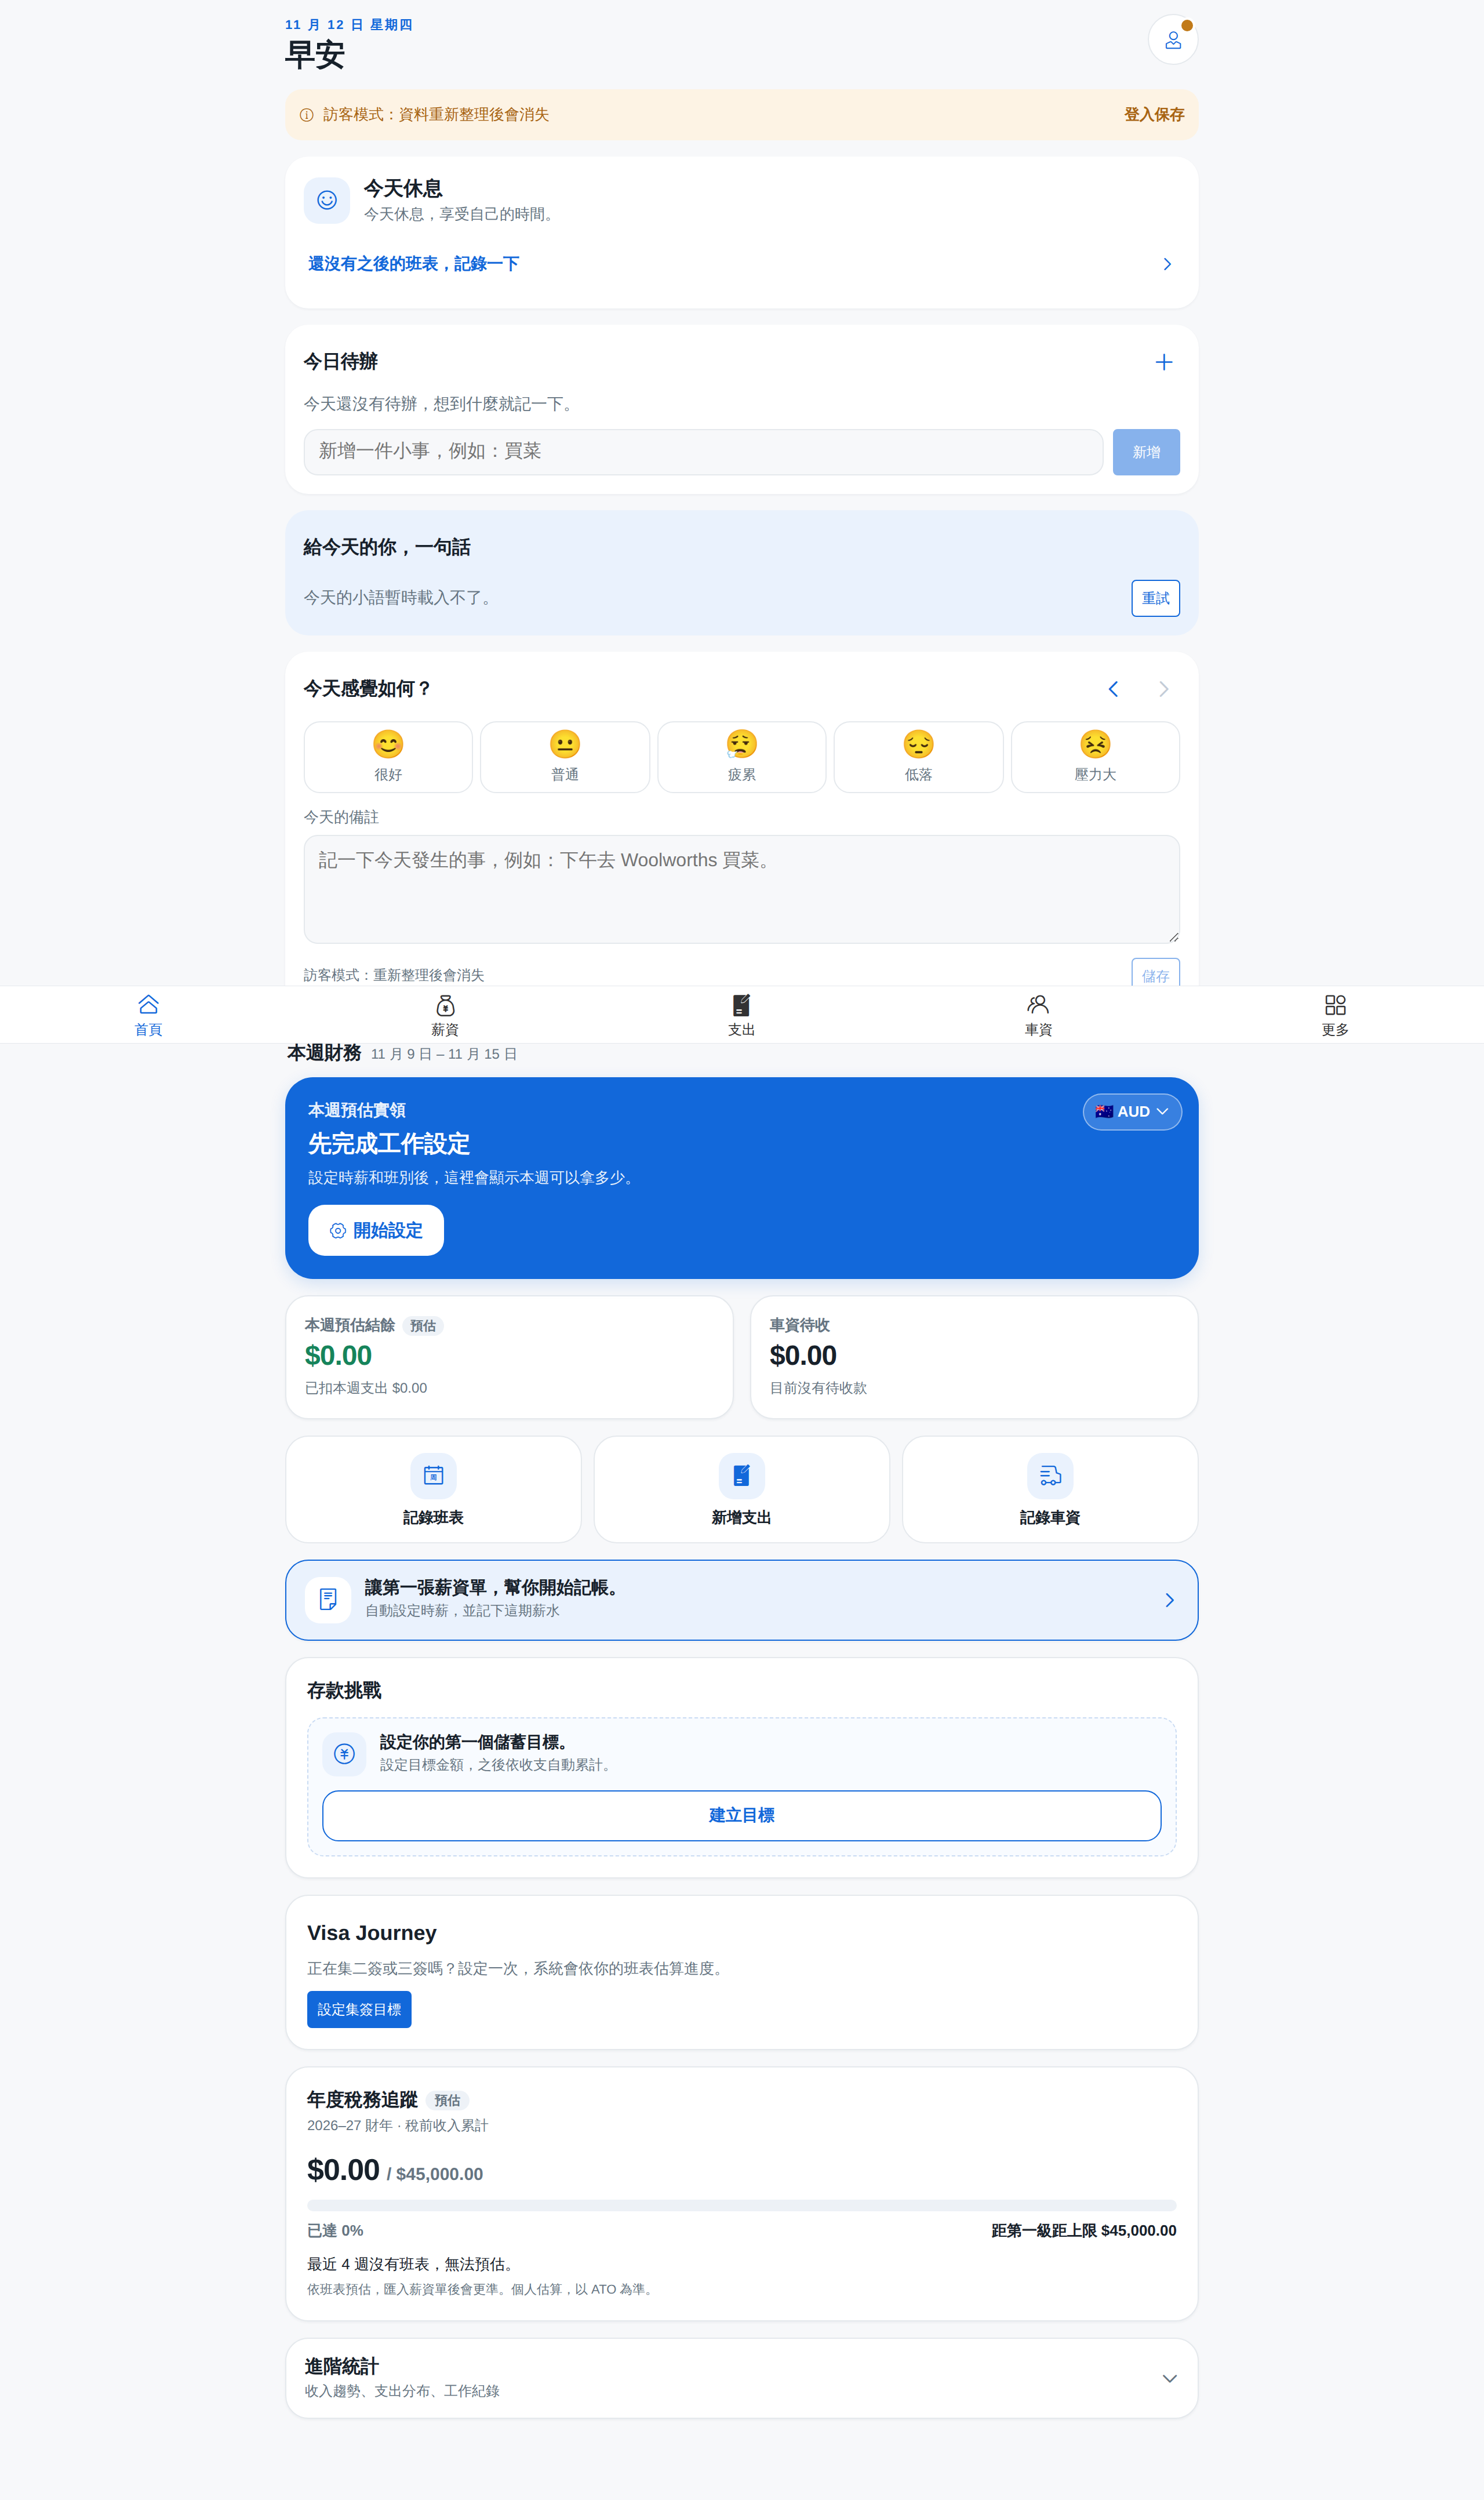 11 月 12 日 星期四
早安
訪客模式：資料重新整理後會消失
登入保存
今天休息
今天休息，享受自己的時間。
還沒有之後的班表，記錄一下
今日待辦
今天還沒有待辦，想到什麼就記一下。
新增一件小事，例如：買菜
新增
給今天的你，一句話
今天的小語暫時載入不了。
重試
今天感覺如何？
很好
普通
疲累
低落
壓力大
今天的備註
記一下今天發生的事，例如：下午去 Woolworths 買菜。
訪客模式：重新整理後會消失
儲存
首頁
薪資
支出
車資
更多
本週財務 11 月 9 日 – 11 月 15 日
本週預估實領
🇦🇺 AUD
先完成工作設定
設定時薪和班別後，這裡會顯示本週可以拿多少。
開始設定
本週預估結餘 預估
$0.00
已扣本週支出 $0.00
車資待收
$0.00
目前沒有待收款
記錄班表
新增支出
記錄車資
讓第一張薪資單，幫你開始記帳。
自動設定時薪，並記下這期薪水
存款挑戰
設定你的第一個儲蓄目標。
設定目標金額，之後依收支自動累計。
建立目標
Visa Journey
正在集二簽或三簽嗎？設定一次，系統會依你的班表估算進度。
設定集簽目標
年度稅務追蹤 預估
2026–27 財年 · 稅前收入累計
$0.00 / $45,000.00
已達 0%
距第一級距上限 $45,000.00
最近 4 週沒有班表，無法預估。
依班表預估，匯入薪資單後會更準。個人估算，以 ATO 為準。
進階統計
收入趨勢、支出分布、工作紀錄